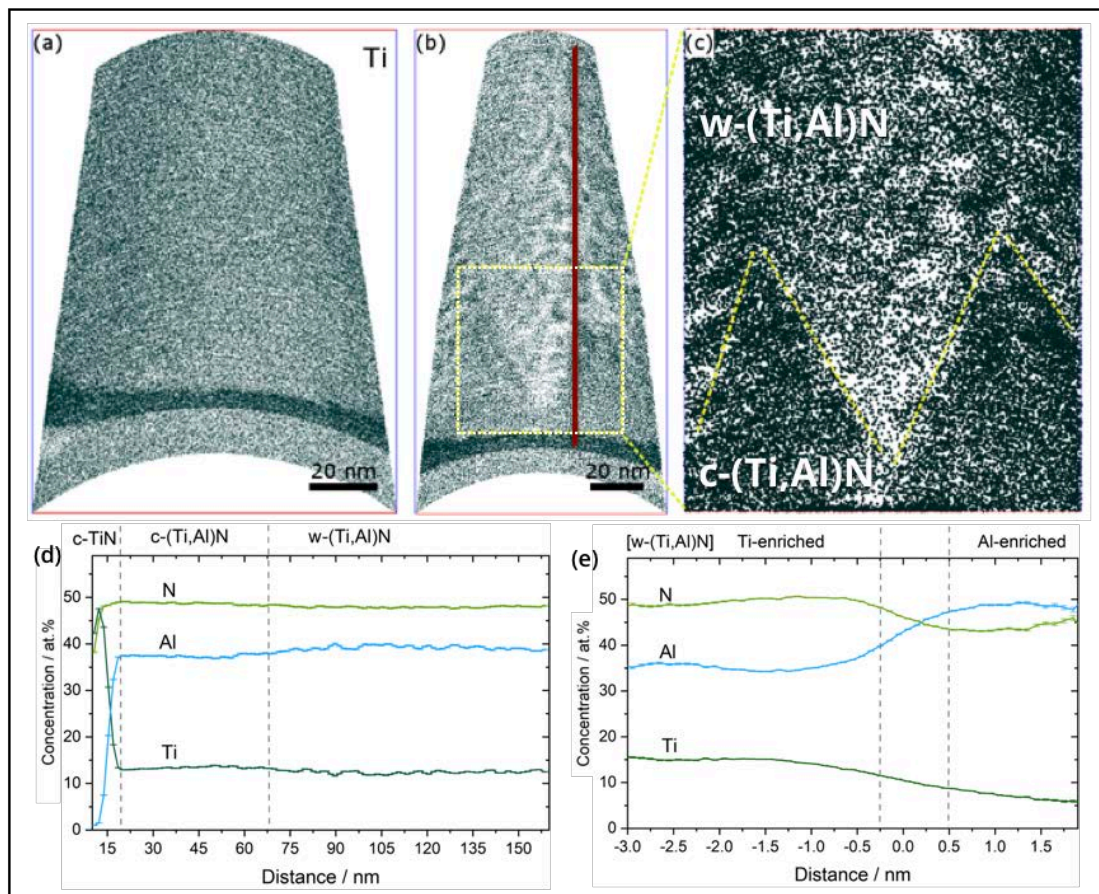 (a)
Ti
20 nm
(b)
20 nm
(c)
w-(Ti,Al)N
c-(Ti,Al)N
(d)
c-TiN
c-(Ti,Al)N
w-(Ti,Al)N
N
Al
Ti
Concentration / at.%
50
40
30
20
10
0
15 30 45 60 75 90 105 120 135 150
Distance / nm
(e)
[w-(Ti,Al)N]
Ti-enriched
Al-enriched
N
Al
Ti
Concentration / at.%
50
40
30
20
10
0
-3.0 -2.5 -2.0 -1.5 -1.0 -0.5 0.0 0.5 1.0 1.5
Distance / nm